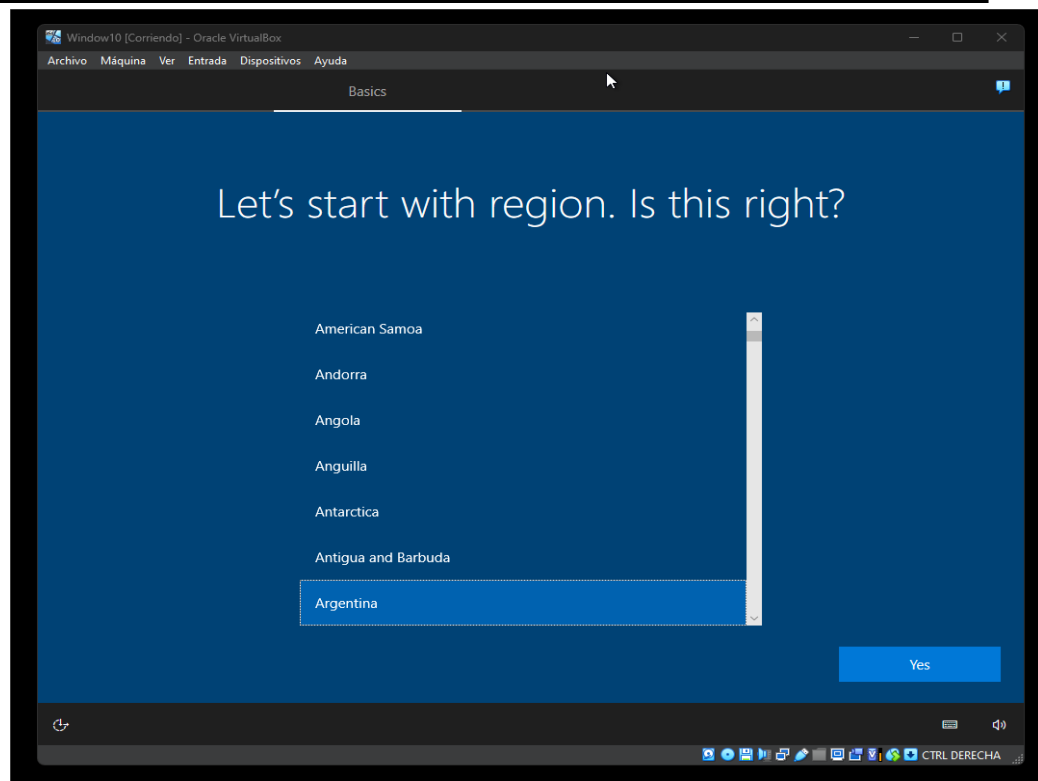 Window10 [Corriendo] - Oracle VirtualBox
Archivo Máquina Ver Entrada Dispositivos Ayuda
Basics
Let's start with region. Is this right?
American Samoa
Andorra
Angola
Anguilla
Antarctica
Antigua and Barbuda
Argentina
Yes
CTRL DERECHA